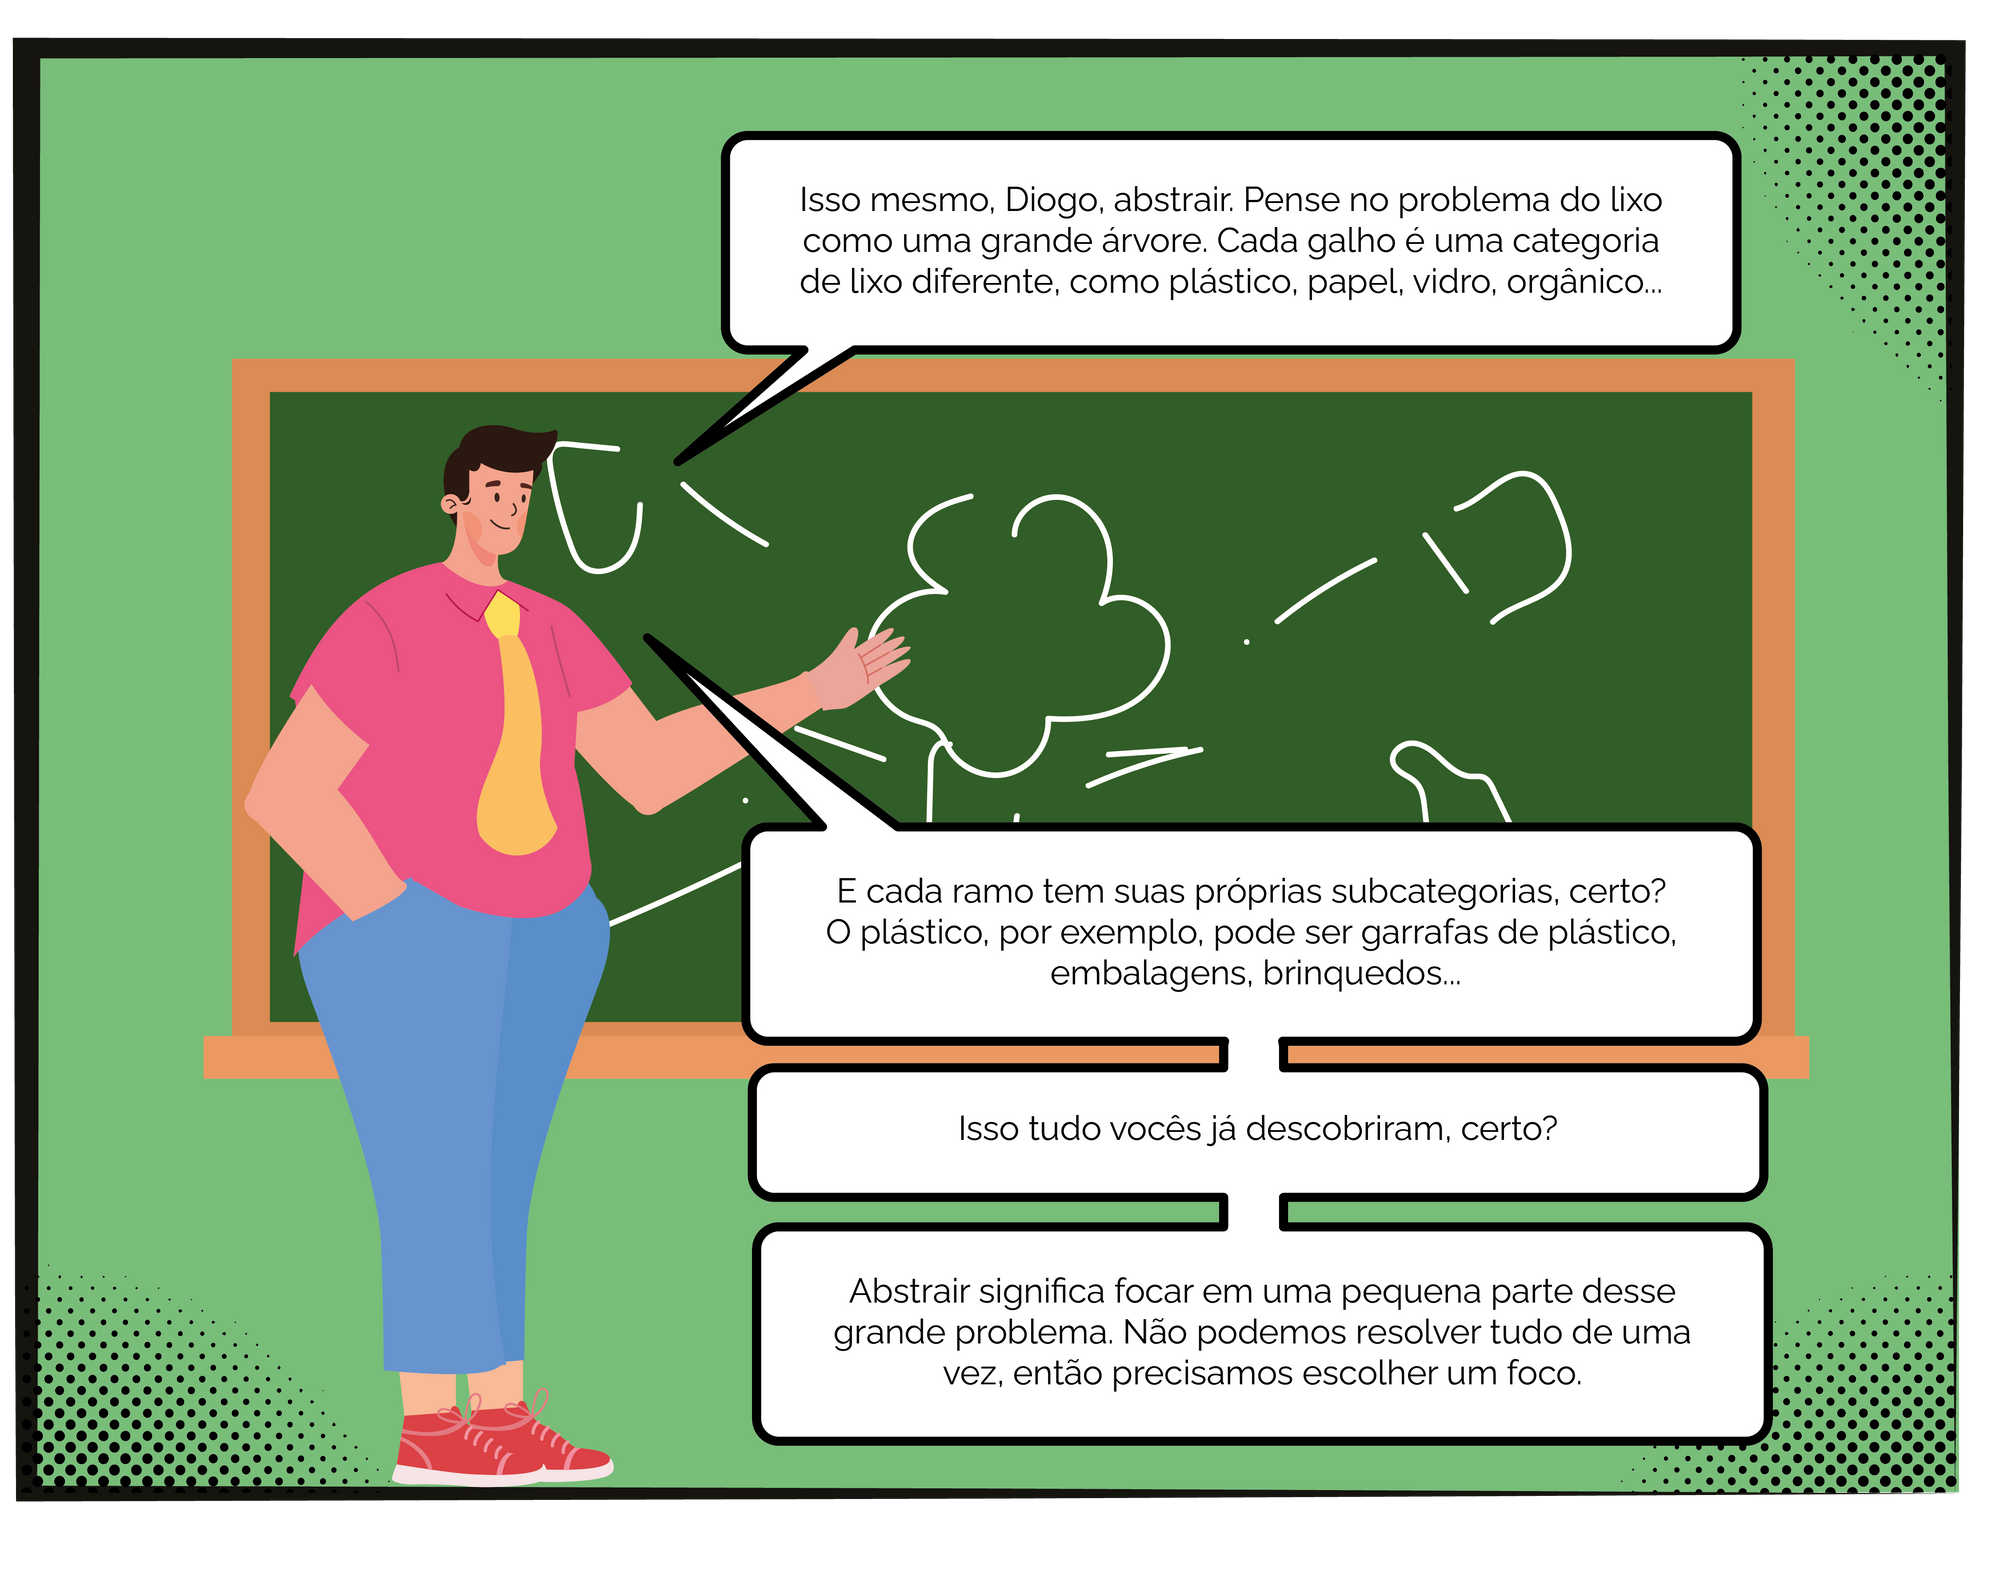 Isso mesmo, Diogo, abstrair. Pense no problema do lixo
como uma grande árvore. Cada galho é uma categoria
de lixo diferente, como plástico, papel, vidro, orgânico...
E cada ramo tem suas próprias subcategorias, certo?
O plástico, por exemplo, pode ser garrafas de plástico,
embalagens, brinquedos...
Isso tudo vocês já descobriram, certo?
Abstrair significa focar em uma pequena parte desse
grande problema. Não podemos resolver tudo de uma
vez, então precisamos escolher um foco.